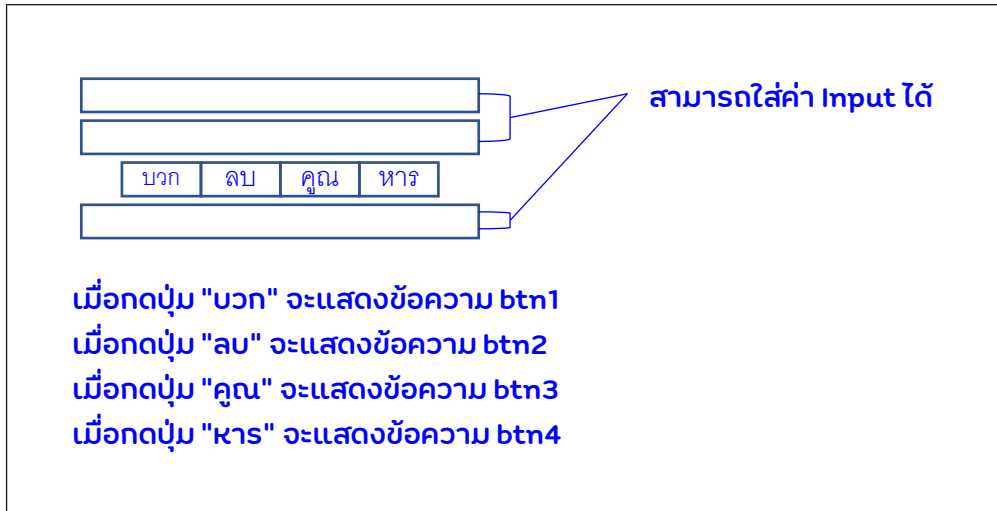 สามารถใส่ค่า Input ได้
บวก ลบ คูณ หาร
เมื่อกดปุ่ม "บวก" จะแสดงข้อความ btn1
เมื่อกดปุ่ม "ลบ" จะแสดงข้อความ btn2
เมื่อกดปุ่ม "คูณ" จะแสดงข้อความ btn3
เมื่อกดปุ่ม "หาร" จะแสดงข้อความ btn4